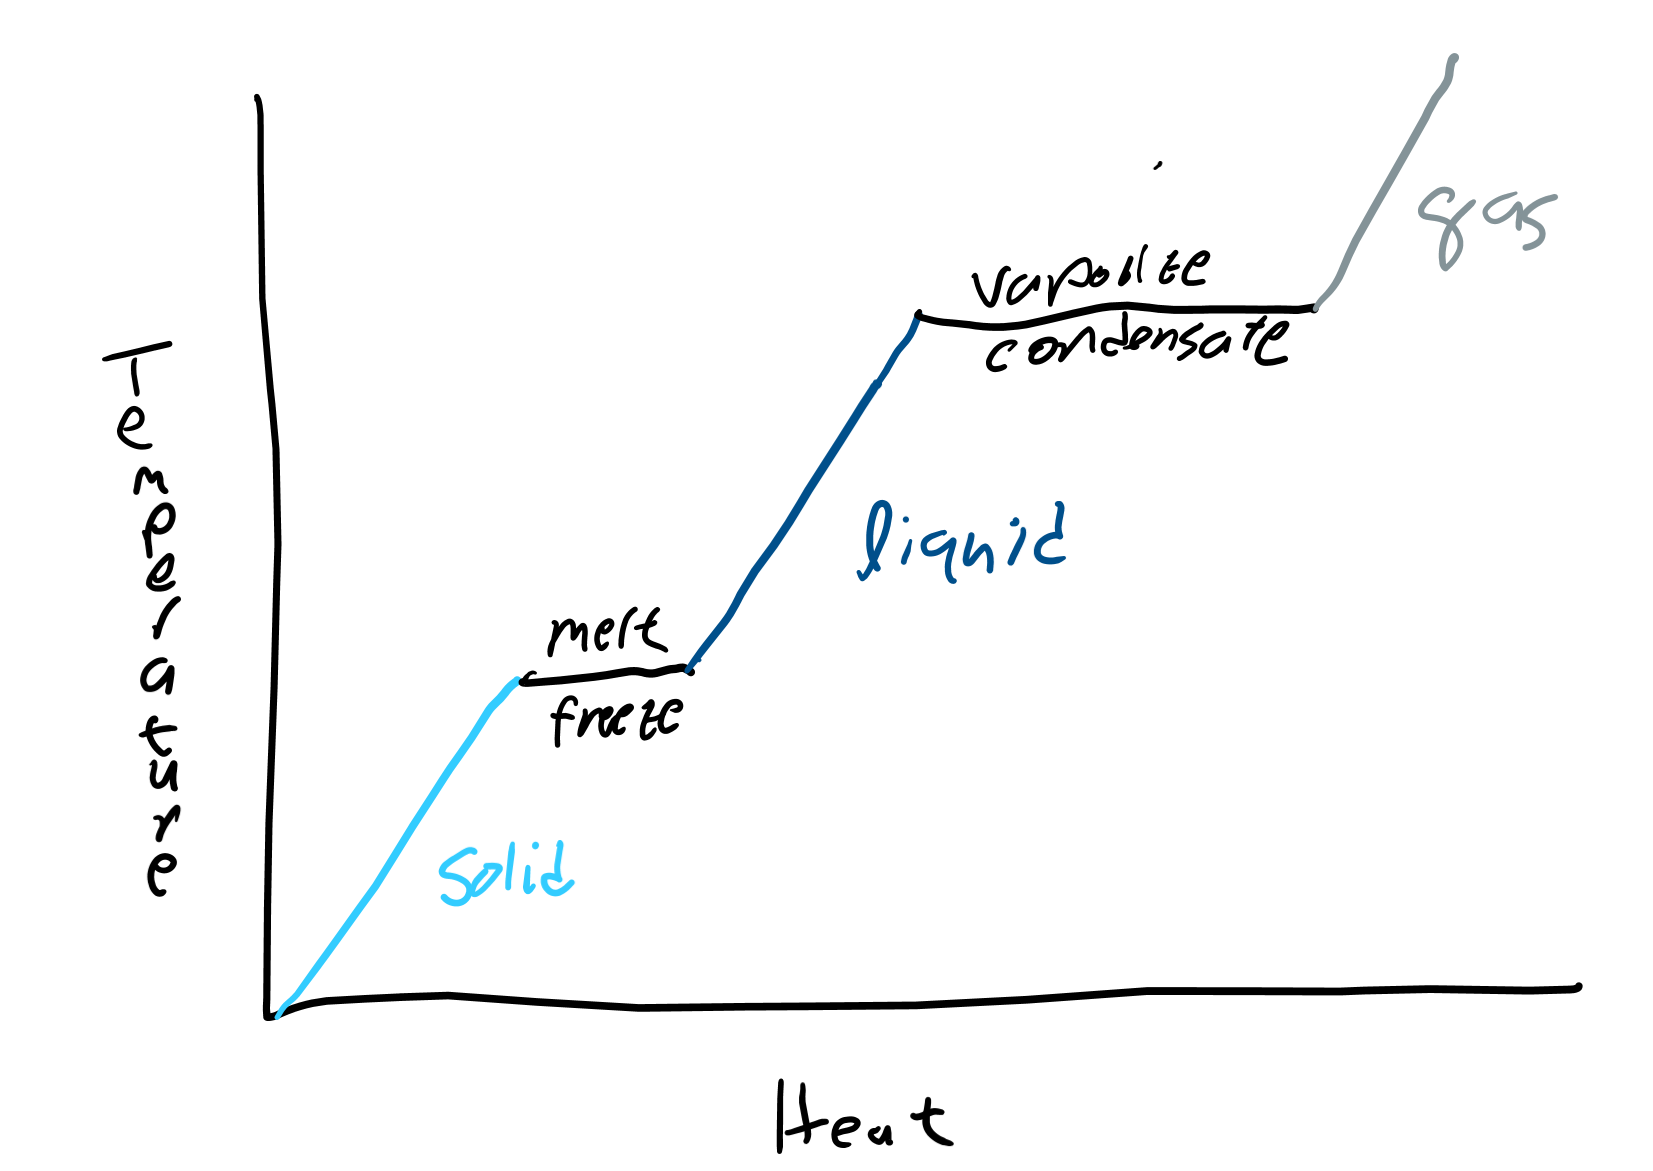 gas
vaporize
condensate
Temperature
liquid
melt
freeze
solid
Heat